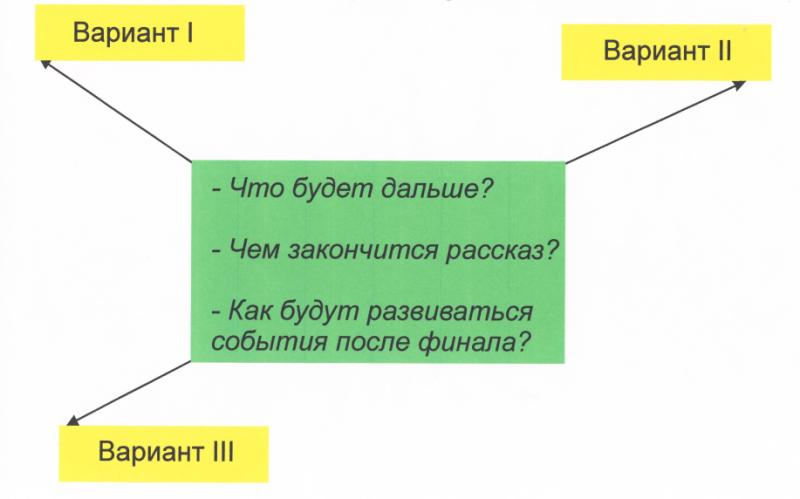 Вариант I
Вариант II
- Что будет дальше?
- Чем закончится рассказ?
- Как будут развиваться
события после финала?
Вариант III